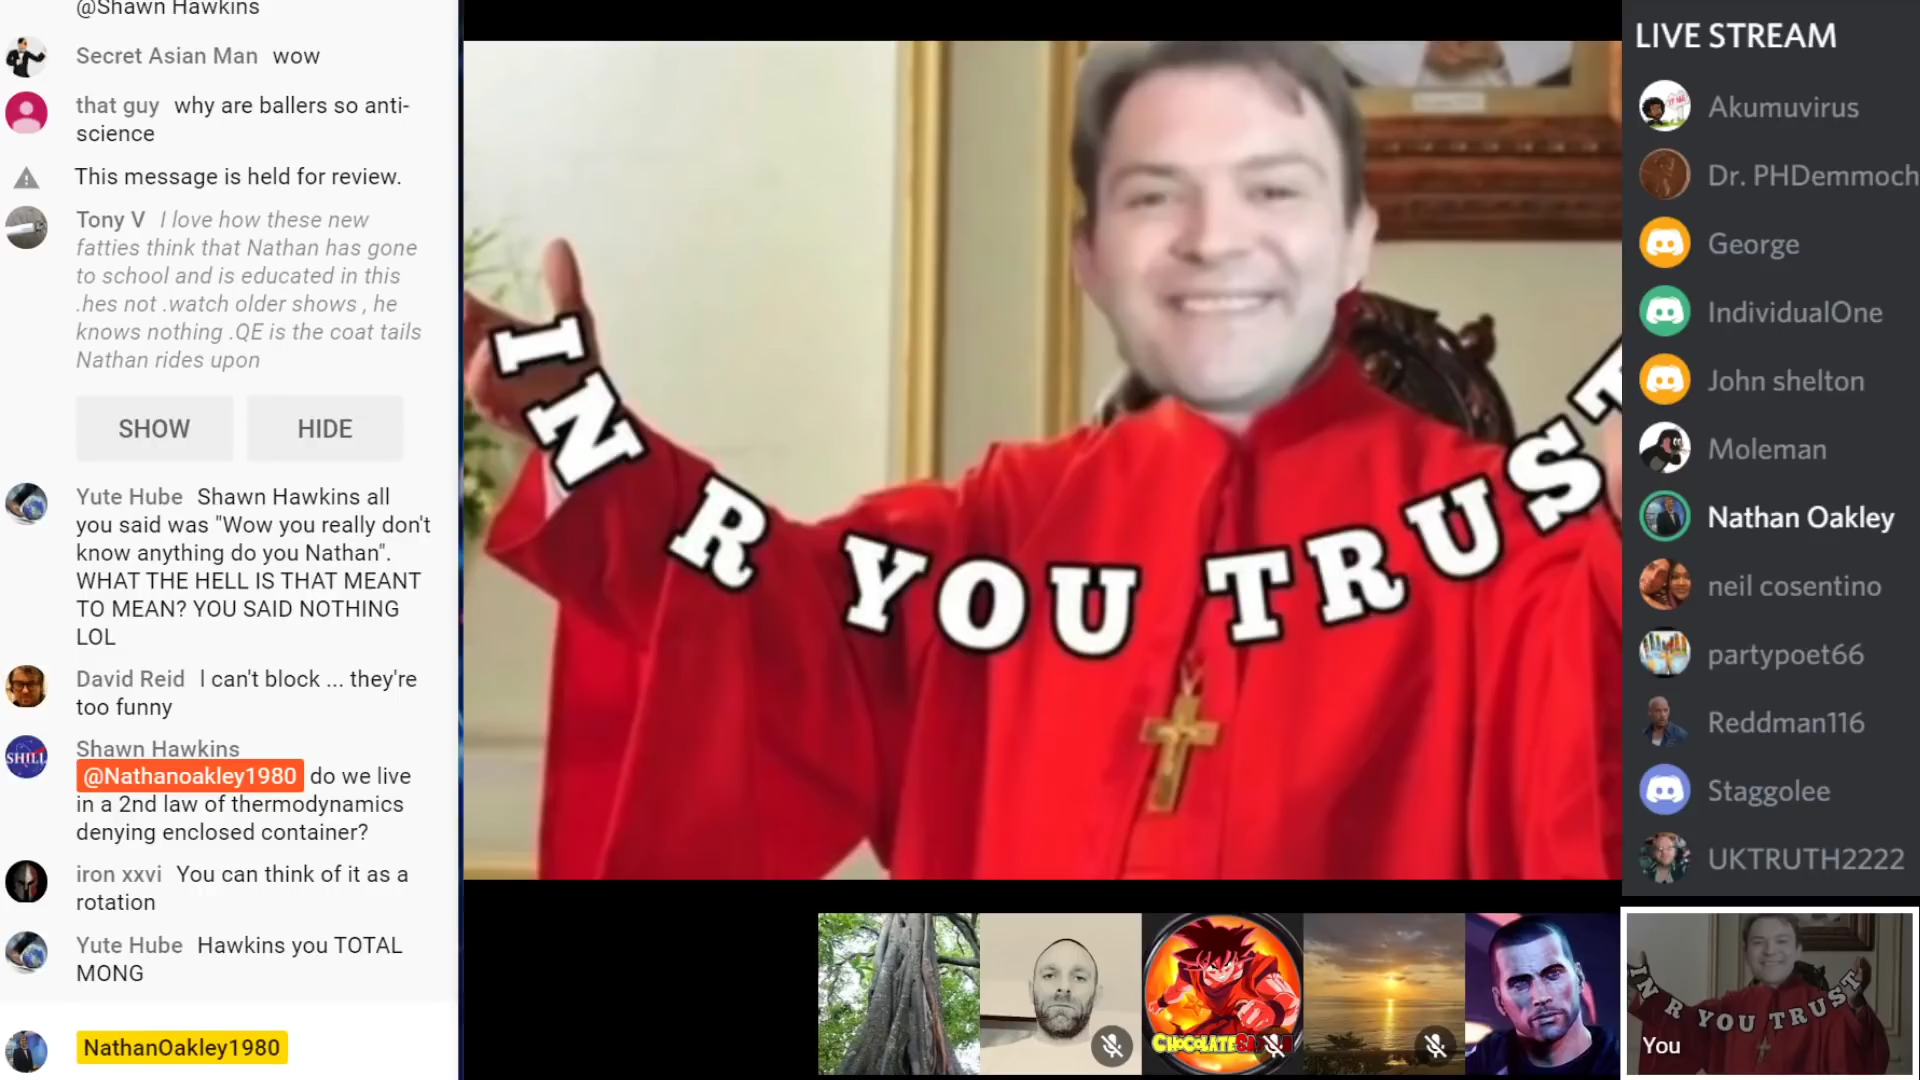 @Shawn Hawkins
Secret Asian Man wow
that guy why are ballers so anti-
science
This message is held for review.
Tony V I love how these new
fatties think that Nathan has gone
to school and is educated in this
.hes not .watch older shows , he
knows nothing .QE is the coat tails
Nathan rides upon
SHOW HIDE
Yute Hube Shawn Hawkins all
you said was "Wow you really don't
know anything do you Nathan".
WHAT THE HELL IS THAT MEANT
TO MEAN? YOU SAID NOTHING
LOL
David Reid I can't block ... they're
too funny
SHILL
Shawn Hawkins
@Nathanoakley1980 do we live
in a 2nd law of thermodynamics
denying enclosed container?
iron xxvi You can think of it as a
rotation
Yute Hube Hawkins you TOTAL
MONG
NathanOakley1980
IN R YOU TRUST
LIVE STREAM
Akumuvirus
Dr. PHDemmoch
George
IndividualOne
John shelton
Moleman
Nathan Oakley
neil cosentino
partypoet66
Reddman116
Staggolee
UKTRUTH2222
IN R YOU TRUST
You